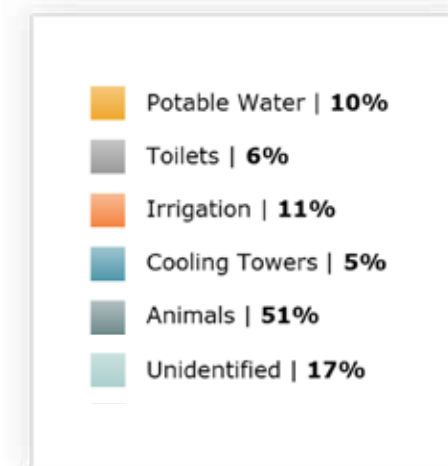 Potable Water | 10%
Toilets | 6%
Irrigation | 11%
Cooling Towers | 5%
Animals | 51%
Unidentified | 17%